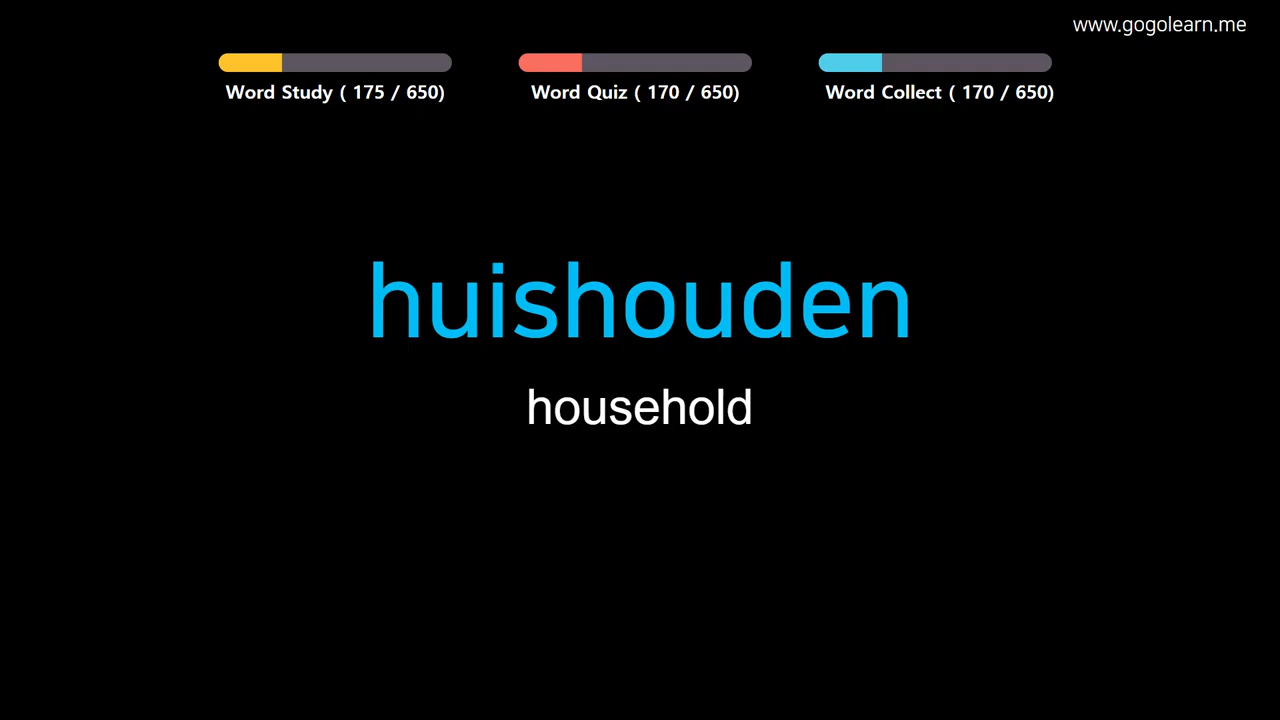 www.gogolearn.me
Word Study ( 175 / 650)
Word Quiz ( 170 / 650)
Word Collect ( 170 / 650)
huishouden
household